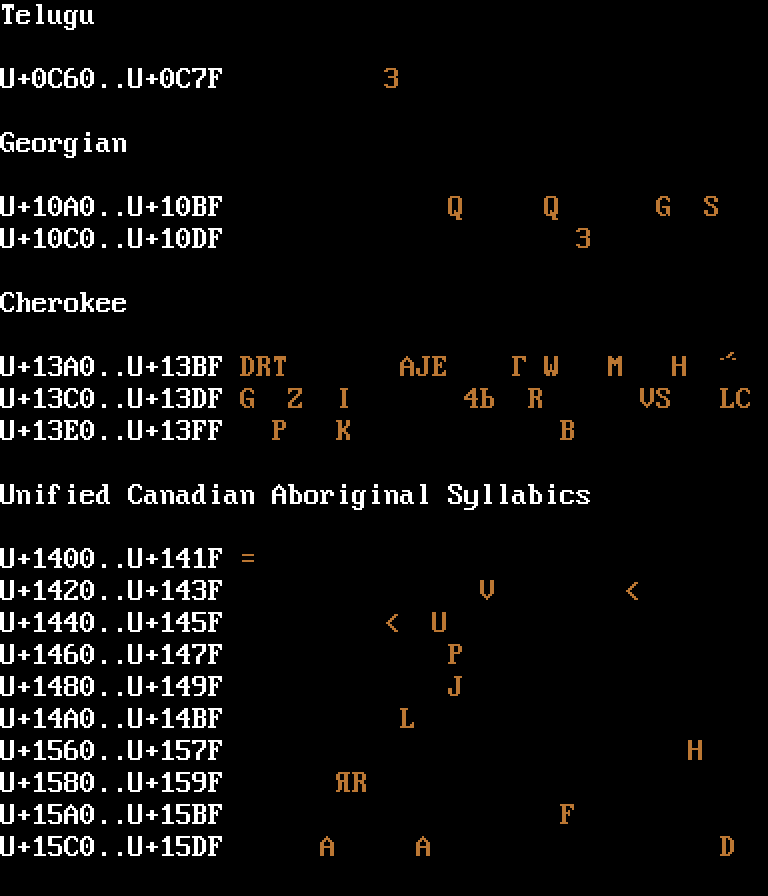 Telugu
U+0C60..U+0C7F          3
Georgian
U+10A0..U+10BF              Q     Q      G  S
U+10C0..U+10DF                      3
Cherokee
U+13A0..U+13BF DRT       AJE    Γ W   M   H
U+13C0..U+13DF G  Z  I       4Ь  R      VS   LC
U+13E0..U+13FF   P   K             B
Unified Canadian Aboriginal Syllabics
U+1400..U+141F =
U+1420..U+143F                V        <
U+1440..U+145F          <  U
U+1460..U+147F              P
U+1480..U+149F              J
U+14A0..U+14BF           L
U+1560..U+157F                             H
U+1580..U+159F       ЯR
U+15A0..U+15BF                     F
U+15C0..U+15DF      A     A                  D